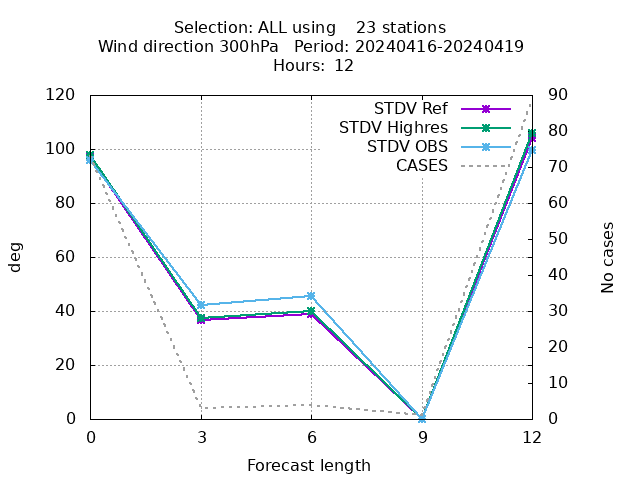 Selection: ALL using    23 stations
Wind direction 300hPa   Period: 20240416-20240419
Hours:  12
120
100
80
60
40
20
0
deg
90
80
70
60
50
40
30
20
10
0
No cases
STDV Ref
STDV Highres
STDV OBS
CASES
0
3
6
9
12
Forecast length